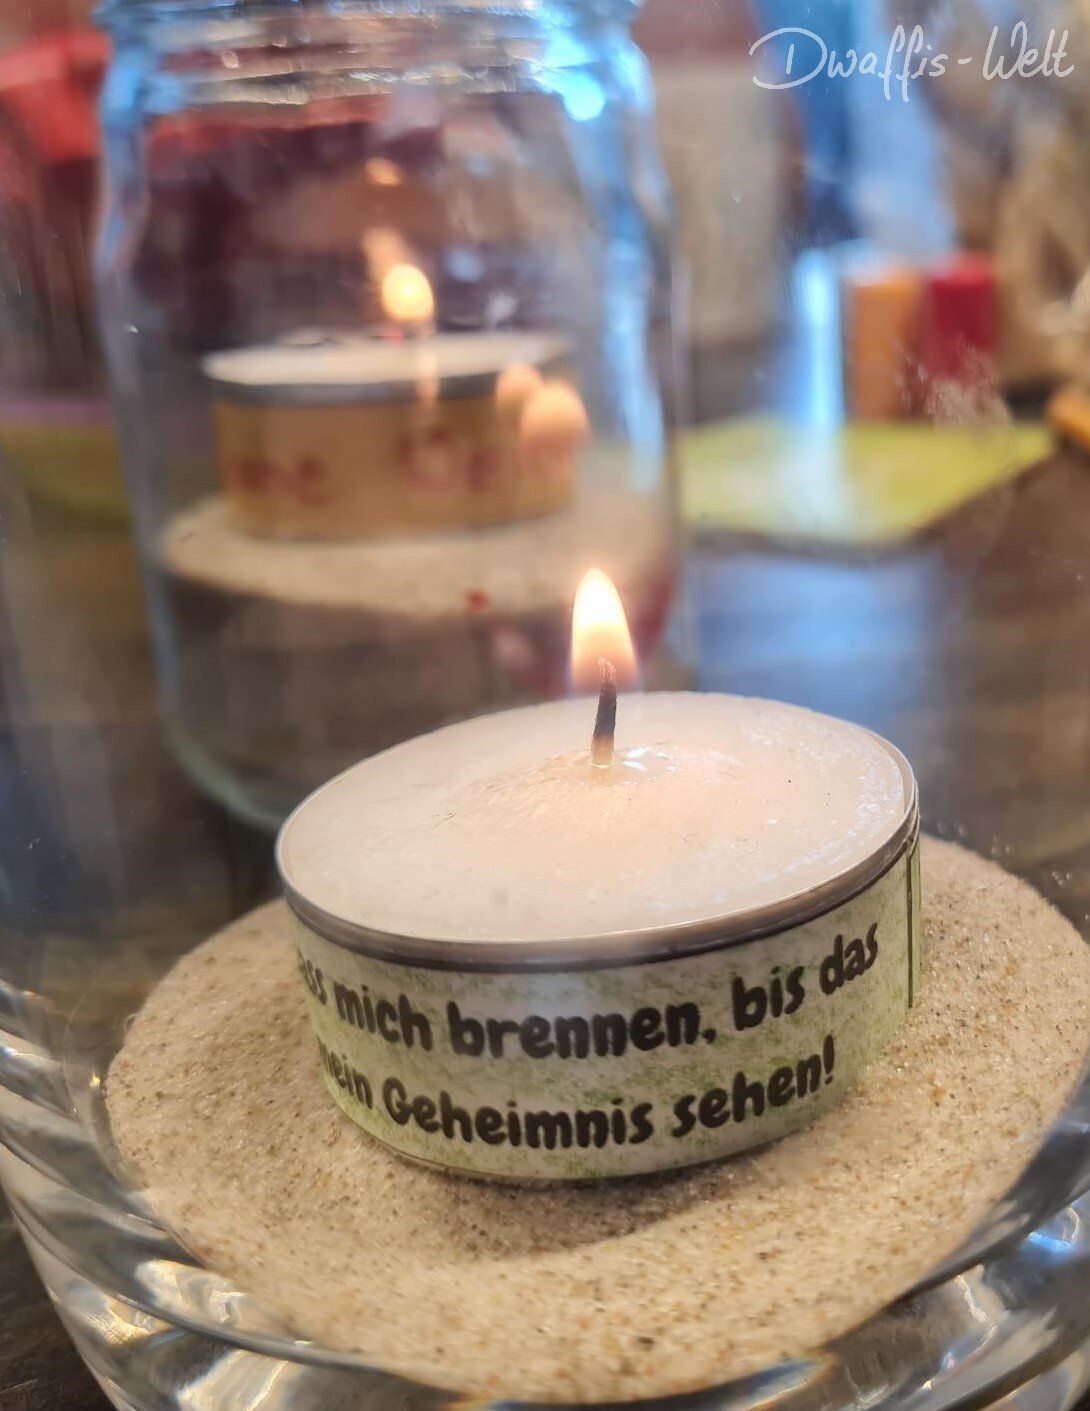 Dwaffis-Welt
mich brennen, bis das
Geheimnis sehen!